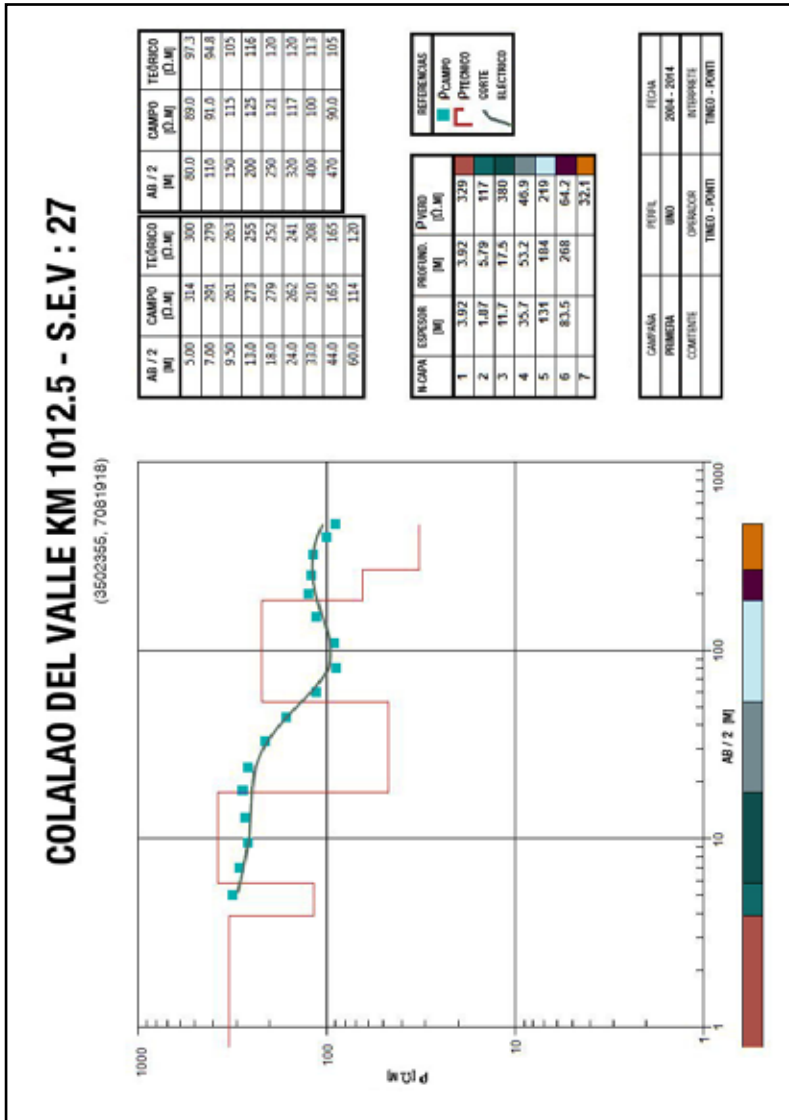 COLALAO DEL VALLE KM 1012.5 - S.E.V : 27
(3502355, 7081918)
1000
100
10
1
ρ [Ω.M]
1 10 100 1000
AB / 2 [M]
AB / 2 [M] CAMPO [Ω.M] TEÓRICO [Ω.M]
5.00 314 300
7.00 291 279
9.50 261 263
13.0 273 255
18.0 279 252
24.0 262 241
33.0 210 208
44.0 165 165
60.0 114 120
AB / 2 [M] CAMPO [Ω.M] TEÓRICO [Ω.M]
80.0 89.0 97.3
110 91.0 94.8
150 115 105
200 125 116
250 121 120
320 117 120
400 100 113
470 90.0 105
N-CAPA ESPESOR [M] PROFUND. [M] ρVERO [Ω.M]
1 3.92 3.92 329
2 1.87 5.79 117
3 11.7 17.5 380
4 35.7 53.2 46.9
5 131 184 219
6 83.5 268 64.2
7 32.1
REFERENCIAS
ρCAMPO
ρTECNICO
CORTE
ELÉCTRICO
CAMPAÑA PERFIL FECHA
PRIMERA UNO 2004 - 2014
COMITENTE OPERADOR INTERPRETE
TINEO - PONTI TINEO - PONTI